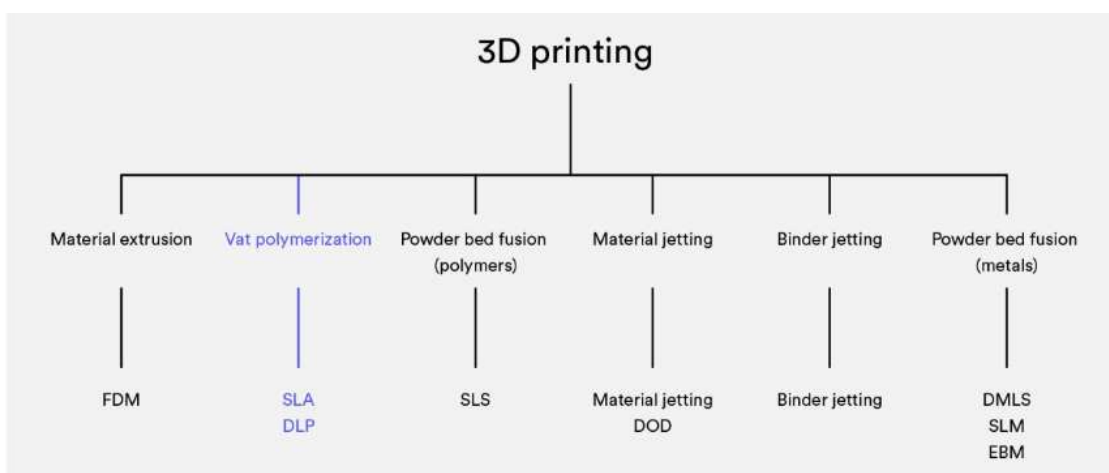 3D printing
Material extrusion
Vat polymerization
Powder bed fusion
(polymers)
Material jetting
Binder jetting
Powder bed fusion
(metals)
FDM
SLA
DLP
SLS
Material jetting
DOD
Binder jetting
DMLS
SLM
EBM